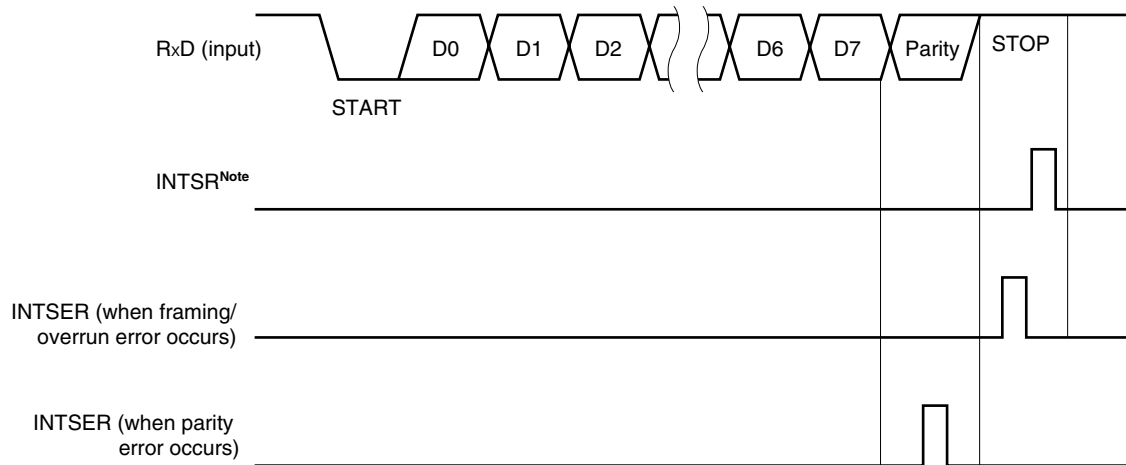 RxD (input)
D0
D1
D2
D6
D7
Parity
STOP
START
INTSRNote
INTSER (when framing/
overrun error occurs)
INTSER (when parity
error occurs)